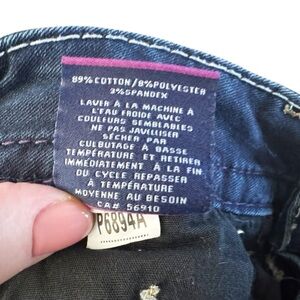 89% COTTON/8% POLYESTER
3% SPANDEX
LAVER À LA MACHINE À
L'EAU FROIDE AVEC
COULEURS SEMBLABLES
NE PAS JAVELLISER
SÉCHER PAR
CULBUTAGE À BASSE
TEMPÉRATURE ET RETIRER
IMMÉDIATEMENT À LA FIN
DU CYCLE REPASSER
À TEMPÉRATURE
MOYENNE AU BESOIN
CA# 56910
P6894A